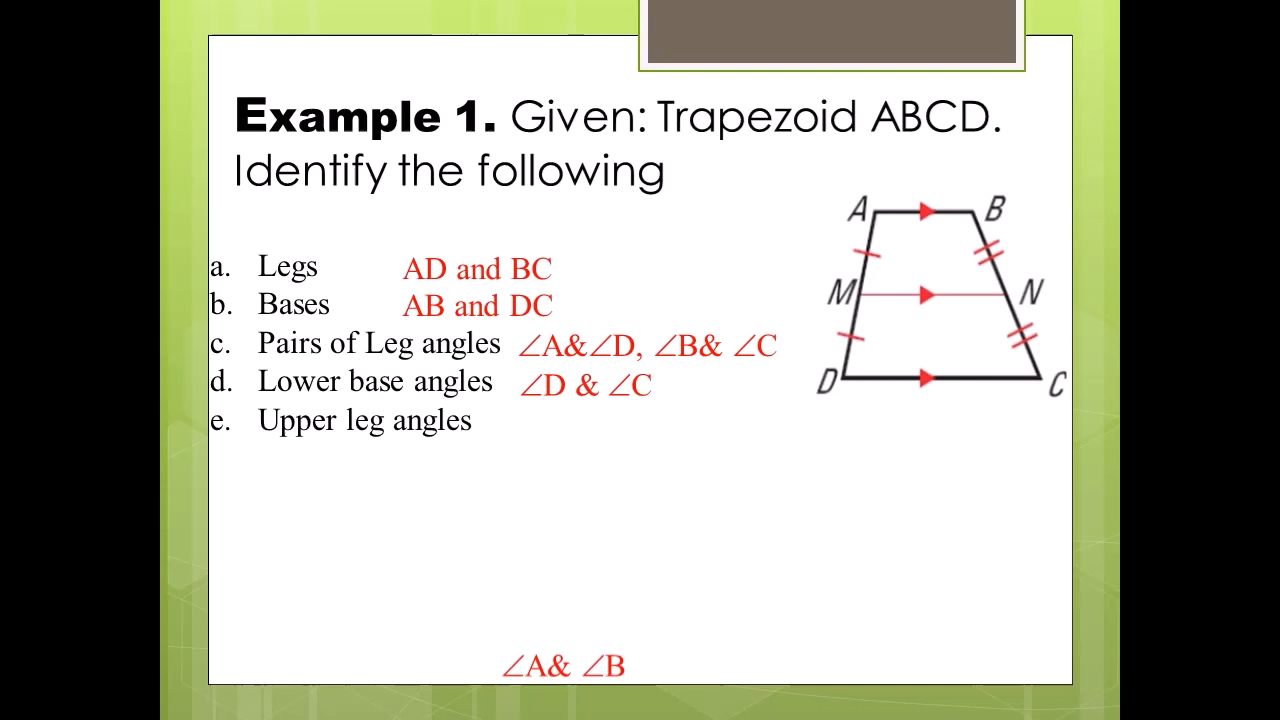 Example 1. Given: Trapezoid ABCD.
Identify the following
a. Legs AD and BC
b. Bases AB and DC
c. Pairs of Leg angles ∠A&∠D, ∠B& ∠C
d. Lower base angles ∠D & ∠C
e. Upper leg angles
A B
M N
D C
∠A& ∠B